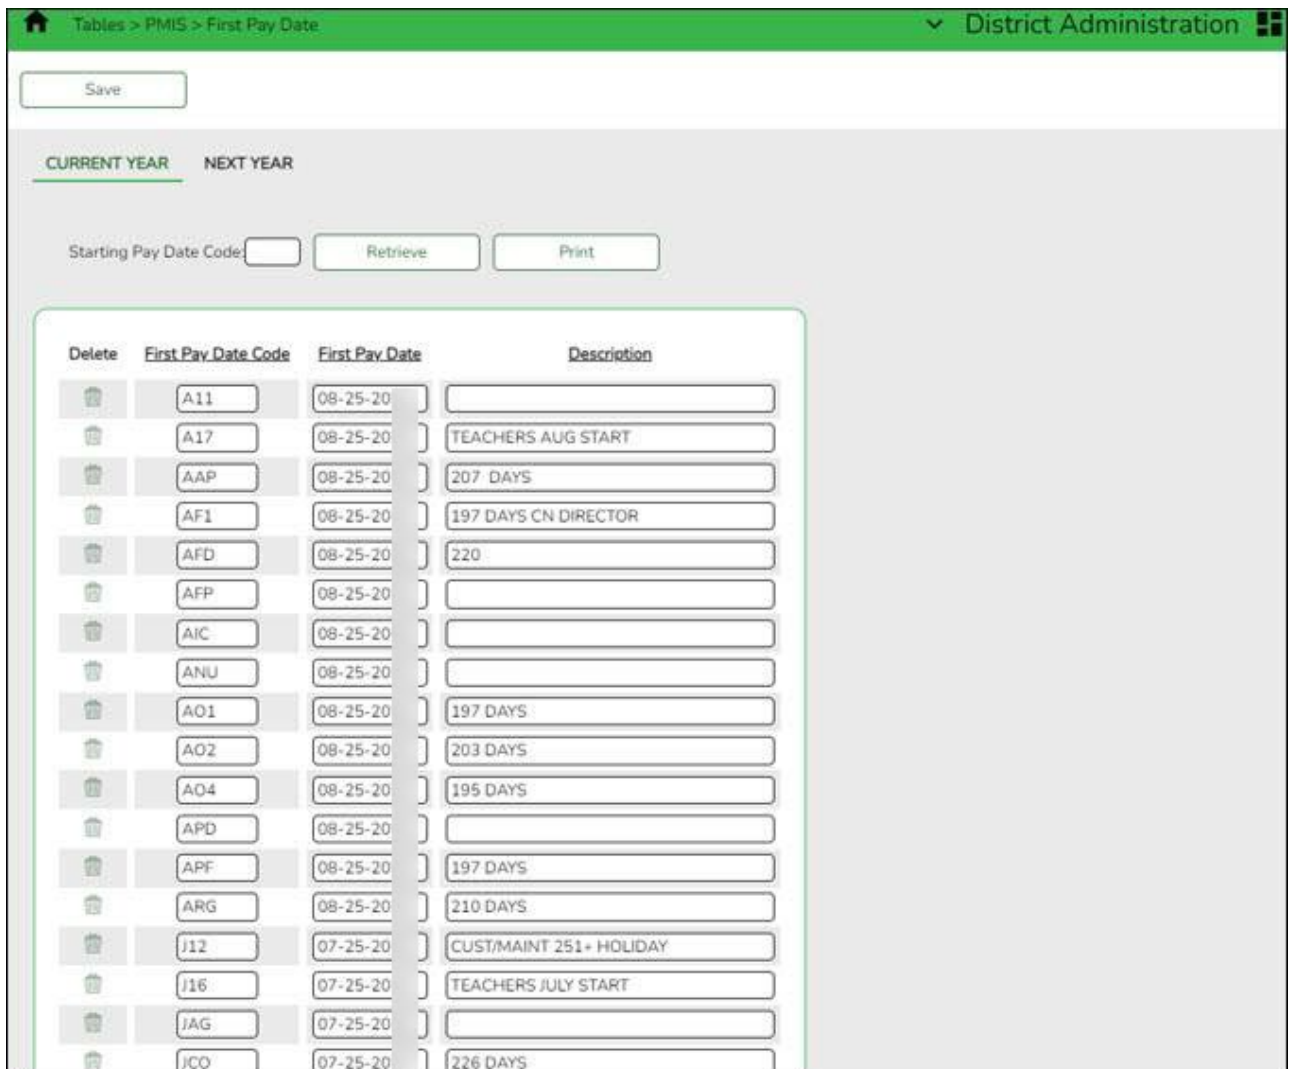 Tables > PMIS > First Pay Date District Administration
Save
CURRENT YEAR NEXT YEAR
Starting Pay Date Code: Retrieve Print
Delete First Pay Date Code First Pay Date Description
A11 08-25-20
A17 08-25-20 TEACHERS AUG START
AAP 08-25-20 207 DAYS
AF1 08-25-20 197 DAYS CN DIRECTOR
AFD 08-25-20 220
AFP 08-25-20
AIC 08-25-20
ANU 08-25-20
AO1 08-25-20 197 DAYS
AO2 08-25-20 203 DAYS
AO4 08-25-20 195 DAYS
APD 08-25-20
APF 08-25-20 197 DAYS
ARG 08-25-20 210 DAYS
J12 07-25-20 CUST/MAINT 251+ HOLIDAY
J16 07-25-20 TEACHERS JULY START
JAG 07-25-20
JCO 07-25-20 226 DAYS